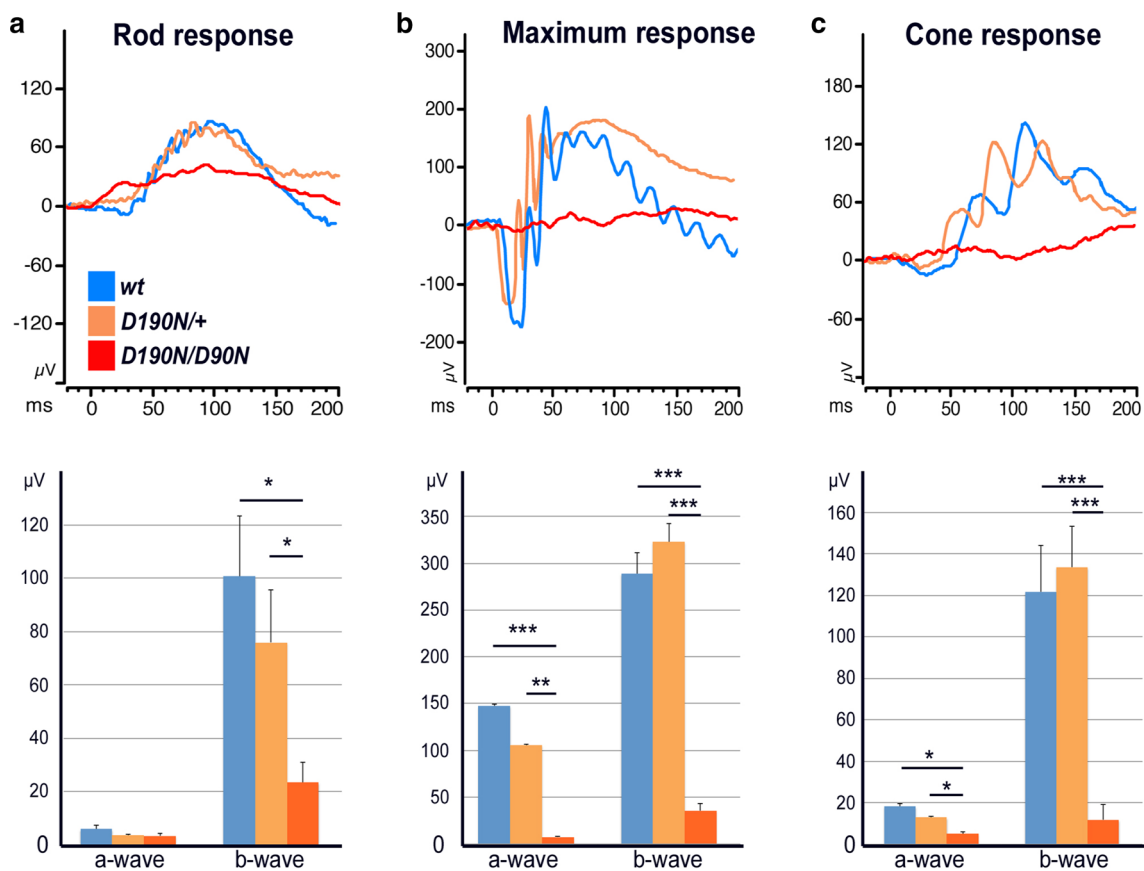 a Rod response
120
60
0
-60
-120
µV
ms 0 50 100 150 200
wt
D190N/+
D190N/D90N
b Maximum response
300
200
100
0
-100
-200
µV
ms 0 50 100 150 200
c Cone response
180
120
60
0
-60
µV
ms 0 50 100 150 200
µV
120
100
80
60
40
20
0
* 
*
a-wave b-wave
µV
350
300
250
200
150
100
50
0
***
***
***
**
a-wave b-wave
µV
160
140
120
100
80
60
40
20
0
***
***
*
*
a-wave b-wave